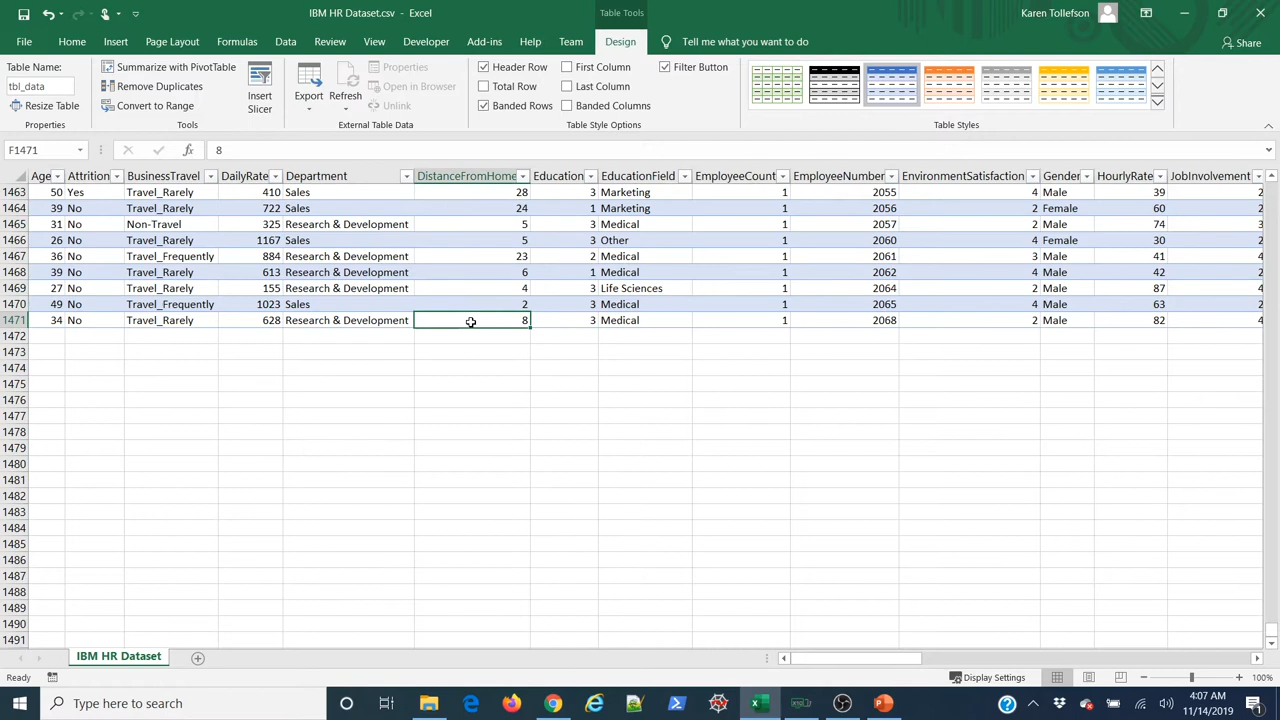 IBM HR Dataset.csv - Excel
Table Tools
Karen Tollefson
File Home Insert Page Layout Formulas Data Review View Developer Add-ins Help Team Design Tell me what you want to do Share
Table Name: Summarize with PivotTable Properties Header Row First Column Filter Button
tbl_data Remove Duplicates Open in Browser Total Row Last Column
Resize Table Convert to Range Insert Slicer Export Refresh Unlink Banded Rows Banded Columns
Properties Tools External Table Data Table Style Options Table Styles
F1471 fx 8
Age Attrition BusinessTravel DailyRate Department DistanceFromHome Education EducationField EmployeeCount EmployeeNumber EnvironmentSatisfaction Gender HourlyRate JobInvolvement
1463 50 Yes Travel_Rarely 410 Sales 28 3 Marketing 1 2055 4 Male 39 2
1464 39 No Travel_Rarely 722 Sales 24 1 Marketing 1 2056 2 Female 60 2
1465 31 No Non-Travel 325 Research & Development 5 3 Medical 1 2057 2 Male 74 3
1466 26 No Travel_Rarely 1167 Sales 5 3 Other 1 2060 4 Female 30 2
1467 36 No Travel_Frequently 884 Research & Development 23 2 Medical 1 2061 3 Male 41 4
1468 39 No Travel_Rarely 613 Research & Development 6 1 Medical 1 2062 4 Male 42 2
1469 27 No Travel_Rarely 155 Research & Development 4 3 Life Sciences 1 2064 2 Male 87 4
1470 49 No Travel_Frequently 1023 Sales 2 3 Medical 1 2065 4 Male 63 2
1471 34 No Travel_Rarely 628 Research & Development 8 3 Medical 1 2068 2 Male 82 4
1472
1473
1474
1475
1476
1477
1478
1479
1480
1481
1482
1483
1484
1485
1486
1487
1488
1489
1490
1491
IBM HR Dataset
Ready Display Settings 100%
Type here to search
4:07 AM
11/14/2019